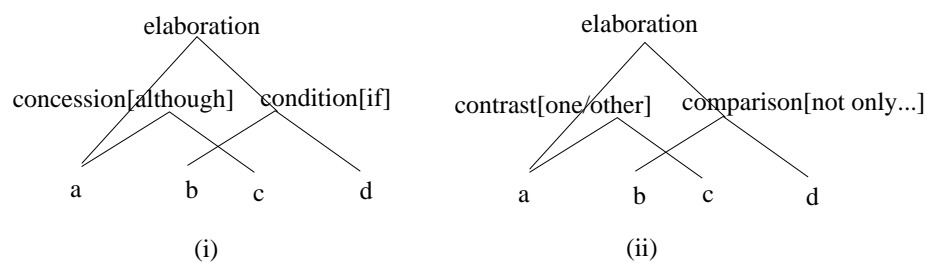 elaboration elaboration
concession[although] condition[if] contrast[one/other] comparison[not only...]
a b c d a b c d
(i) (ii)